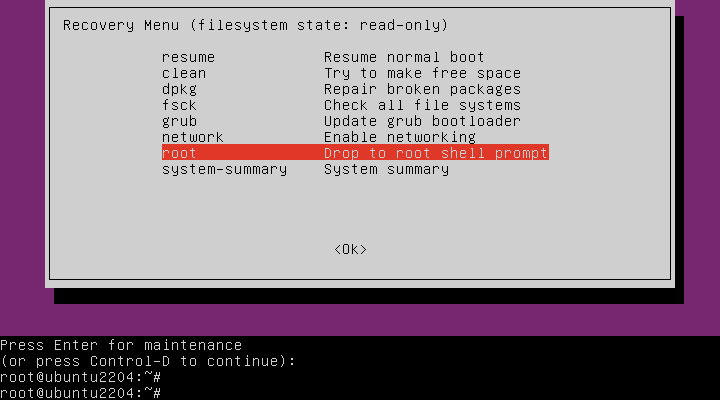 Recovery Menu (filesystem state: read-only)
resume Resume normal boot
clean Try to make free space
dpkg Repair broken packages
fsck Check all file systems
grub Update grub bootloader
network Enable networking
root Drop to root shell prompt
system-summary System summary
<Ok>
Press Enter for maintenance
(or press Control-D to continue):
root@ubuntu2204:~#
root@ubuntu2204:~#